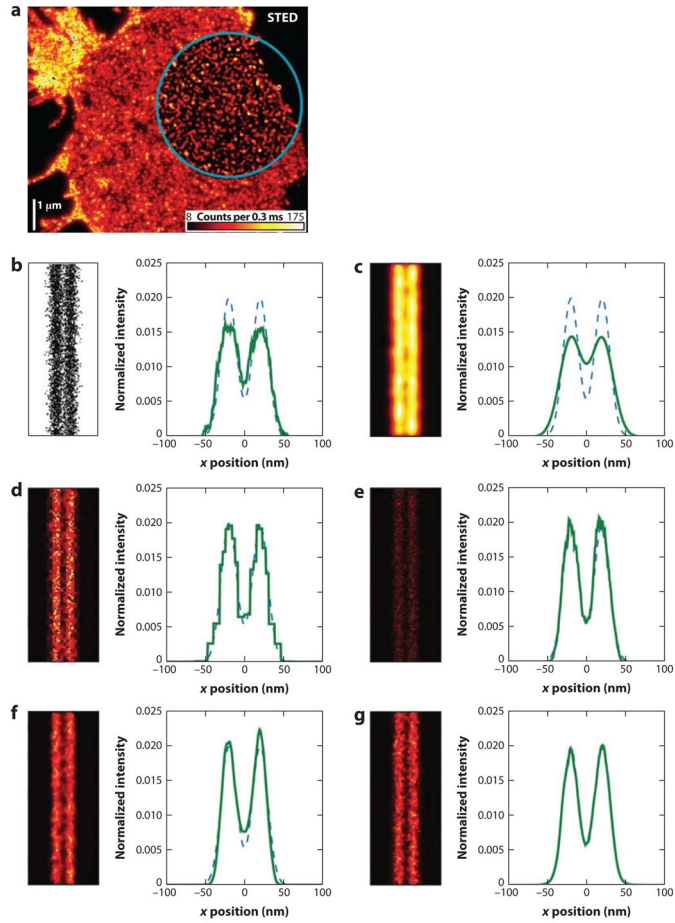 a
STED
1 μm
8 Counts per 0.3 ms 175
b
Normalized intensity
0.025
0.020
0.015
0.010
0.005
0
–100 –50 0 50 100
x position (nm)
c
Normalized intensity
0.025
0.020
0.015
0.010
0.005
0
–100 –50 0 50 100
x position (nm)
d
Normalized intensity
0.025
0.020
0.015
0.010
0.005
0
–100 –50 0 50 100
x position (nm)
e
Normalized intensity
0.025
0.020
0.015
0.010
0.005
0
–100 –50 0 50 100
x position (nm)
f
Normalized intensity
0.025
0.020
0.015
0.010
0.005
0
–100 –50 0 50 100
x position (nm)
g
Normalized intensity
0.025
0.020
0.015
0.010
0.005
0
–100 –50 0 50 100
x position (nm)